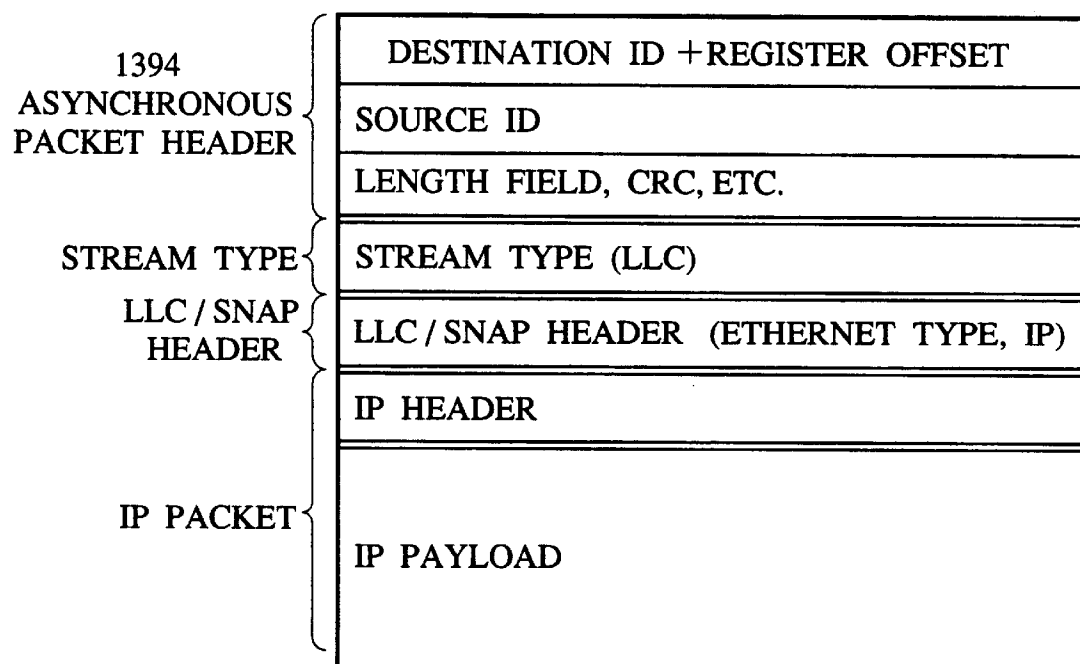 1394
ASYNCHRONOUS
PACKET HEADER
DESTINATION ID +REGISTER OFFSET
SOURCE ID
LENGTH FIELD, CRC, ETC.
STREAM TYPE
STREAM TYPE (LLC)
LLC / SNAP
HEADER
LLC / SNAP HEADER (ETHERNET TYPE, IP)
IP PACKET
IP HEADER
IP PAYLOAD